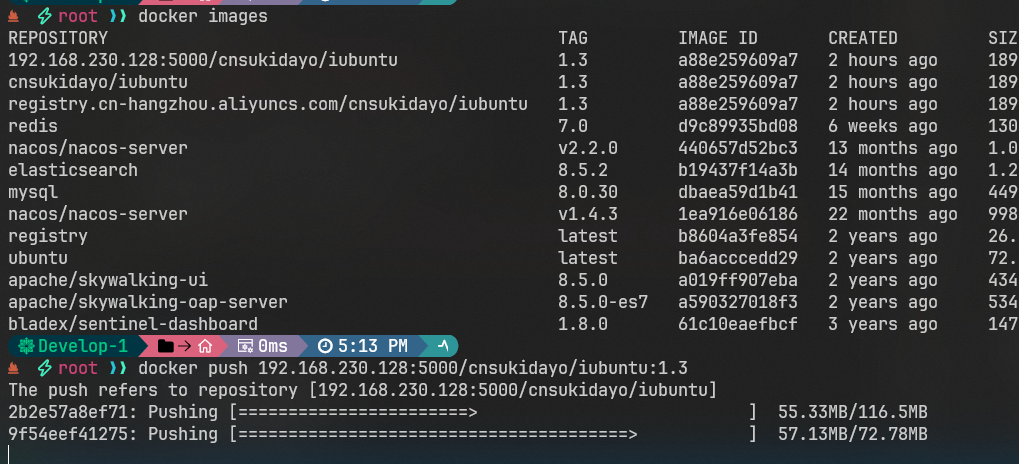 root ❯❯ docker images
REPOSITORY TAG IMAGE ID CREATED SIZ
192.168.230.128:5000/cnsukidayo/iubuntu 1.3 a88e259609a7 2 hours ago 189
cnsukidayo/iubuntu 1.3 a88e259609a7 2 hours ago 189
registry.cn-hangzhou.aliyuncs.com/cnsukidayo/iubuntu 1.3 a88e259609a7 2 hours ago 189
redis 7.0 d9c89935bd08 6 weeks ago 130
nacos/nacos-server v2.2.0 440657d52bc3 13 months ago 1.0
elasticsearch 8.5.2 b19437f14a3b 14 months ago 1.2
mysql 8.0.30 dbaea59d1b41 15 months ago 449
nacos/nacos-server v1.4.3 1ea916e06186 22 months ago 998
registry latest b8604a3fe854 2 years ago 26.
ubuntu latest ba6acccedd29 2 years ago 72.
apache/skywalking-ui 8.5.0 a019ff907eba 2 years ago 434
apache/skywalking-oap-server 8.5.0-es7 a590327018f3 2 years ago 534
bladex/sentinel-dashboard 1.8.0 61c10eaefbcf 3 years ago 147
Develop-1 → 0ms 5:13 PM
root ❯❯ docker push 192.168.230.128:5000/cnsukidayo/iubuntu:1.3
The push refers to repository [192.168.230.128:5000/cnsukidayo/iubuntu]
2b2e57a8ef71: Pushing [=======================> ] 55.33MB/116.5MB
9f54eef41275: Pushing [=======================================> ] 57.13MB/72.78MB